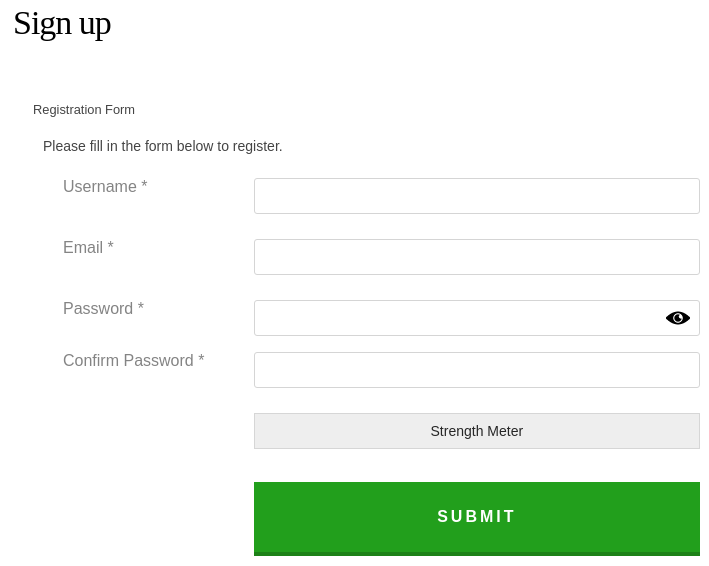 Sign up
Registration Form
Please fill in the form below to register.
Username *
Email *
Password *
Confirm Password *
Strength Meter
SUBMIT